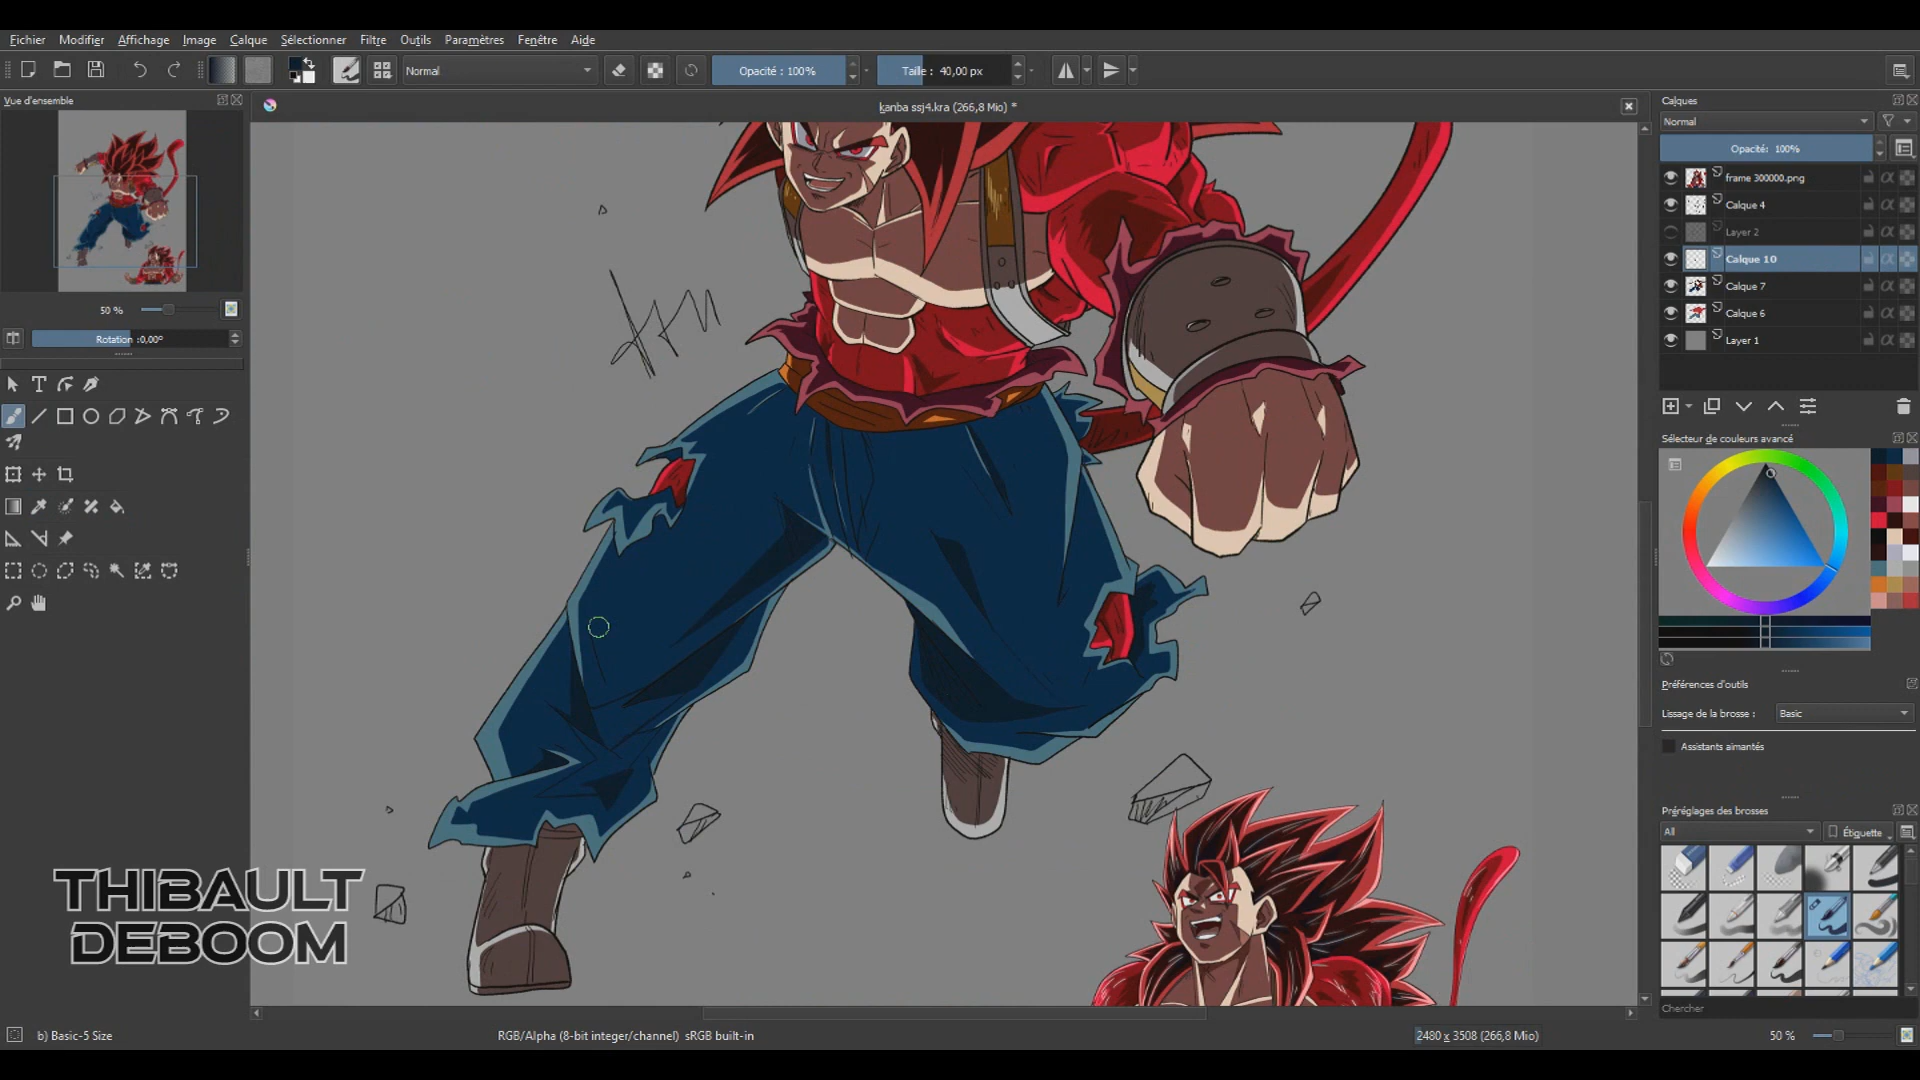 Fichier Modifier Affichage Image Calque Sélectionner Filtre Outils Paramètres Fenêtre Aide
Normal Opacité : 100% Taille : 40,00 px
Vue d'ensemble
kanba ssj4.kra (266,8 Mio) *
50 %
Rotation :0,00°
Calques
Normal
Opacité: 100%
frame 300000.png
Calque 4
Layer 2
Calque 10
Calque 7
Calque 6
Layer 1
Sélecteur de couleurs avancé
Préférences d'outils
Lissage de la brosse : Basic
Assistants aimantés
Préréglages des brosses
All Étiquette
Chercher
THIBAULT
DEBOOM
b) Basic-5 Size
RGB/Alpha (8-bit integer/channel) sRGB built-in
2480 x 3508 (266,8 Mio)
50 %